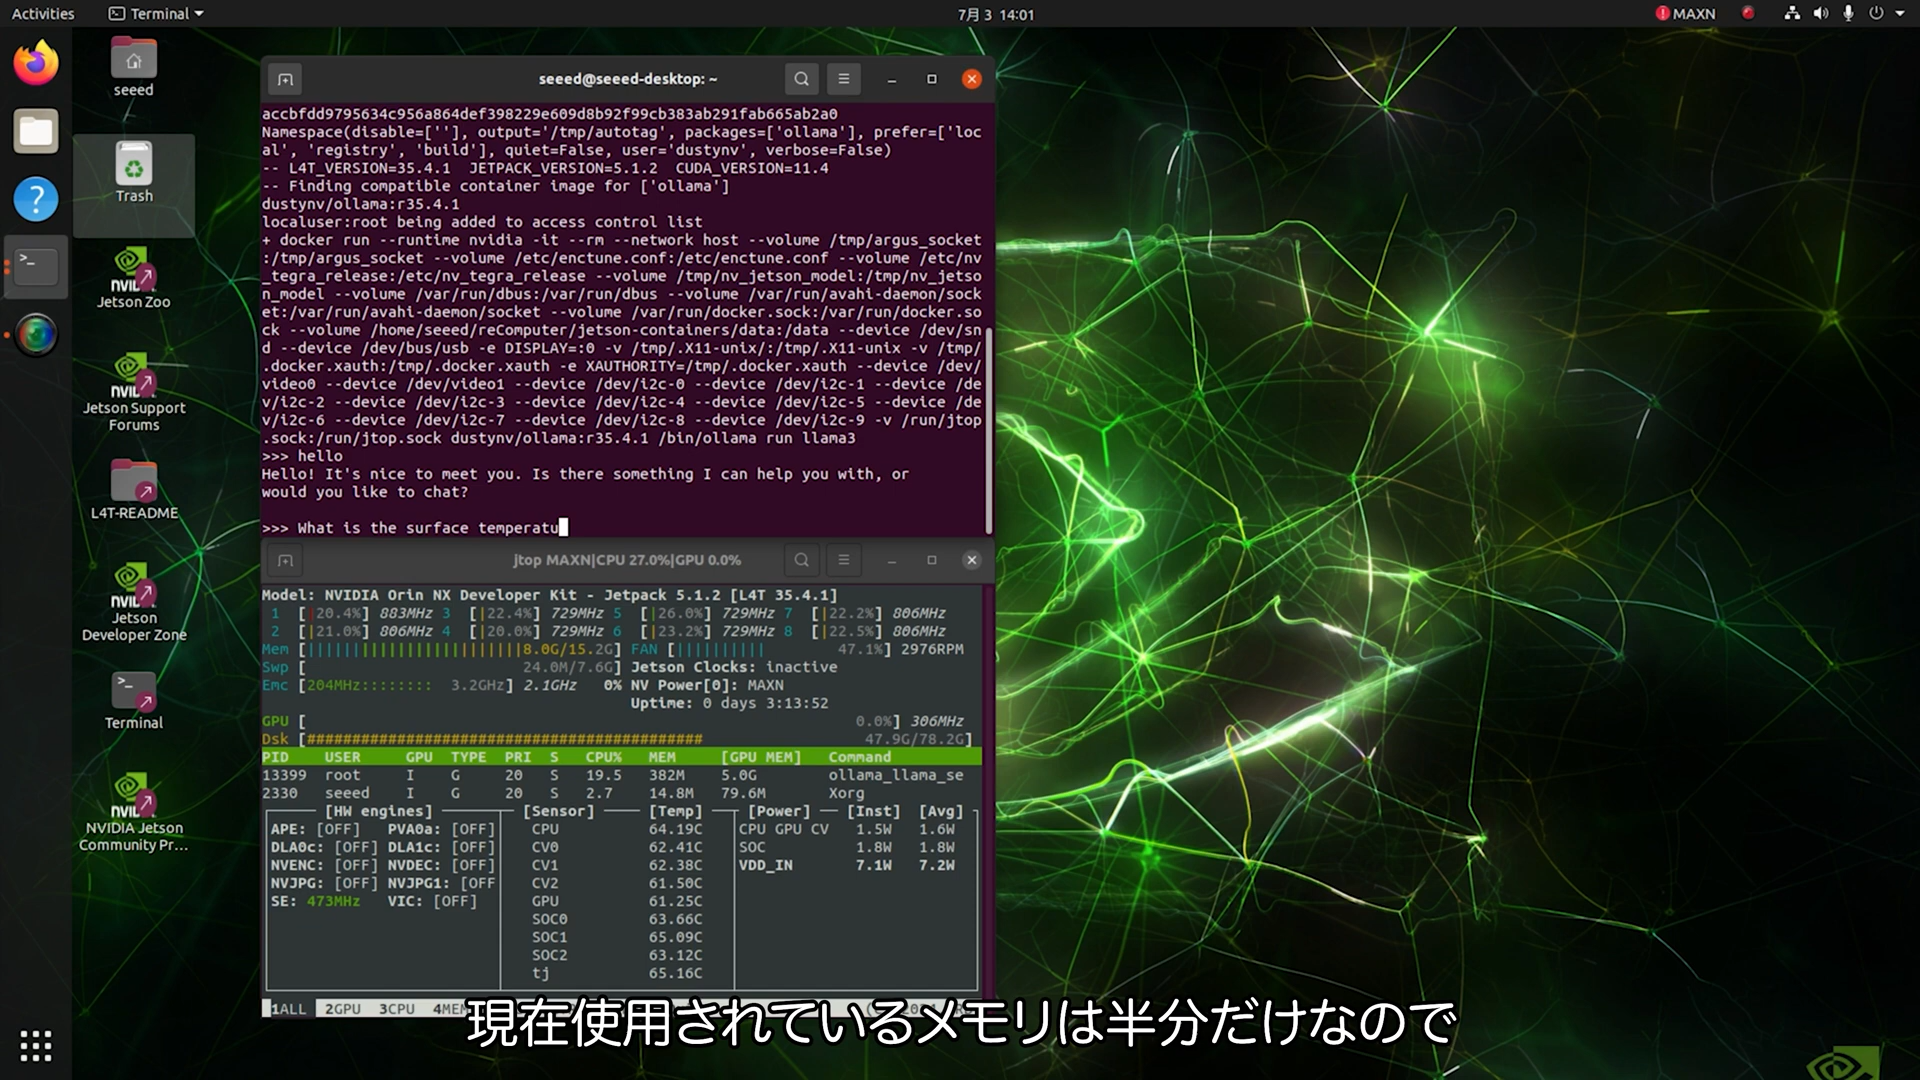 Activities
Terminal
7月 3 14:01
MAXN
seeed
Trash
Jetson Zoo
Jetson Support
Forums
L4T-README
Jetson
Developer Zone
Terminal
NVIDIA Jetson
Community Pr...
seeed@seeed-desktop: ~
accbfdd9795634c956a864def398229e609d8b92f99cb383ab291fab665ab2a0
Namespace(disable=[''], output='/tmp/autotag', packages=['ollama'], prefer=['loc
al', 'registry', 'build'], quiet=False, user='dustynv', verbose=False)
-- L4T_VERSION=35.4.1  JETPACK_VERSION=5.1.2  CUDA_VERSION=11.4
-- Finding compatible container image for ['ollama']
dustynv/ollama:r35.4.1
localuser:root being added to access control list
+ docker run --runtime nvidia -it --rm --network host --volume /tmp/argus_socket
:/tmp/argus_socket --volume /etc/enctune.conf:/etc/enctune.conf --volume /etc/nv
_tegra_release:/etc/nv_tegra_release --volume /tmp/nv_jetson_model:/tmp/nv_jetso
n_model --volume /var/run/dbus:/var/run/dbus --volume /var/run/avahi-daemon/sock
et:/var/run/avahi-daemon/socket --volume /var/run/docker.sock:/var/run/docker.so
ck --volume /home/seeed/reComputer/jetson-containers/data:/data --device /dev/sn
d --device /dev/bus/usb -e DISPLAY=:0 -v /tmp/.X11-unix/:/tmp/.X11-unix -v /tmp/
.docker.xauth:/tmp/.docker.xauth -e XAUTHORITY=/tmp/.docker.xauth --device /dev/
video0 --device /dev/video1 --device /dev/i2c-0 --device /dev/i2c-1 --device /de
v/i2c-2 --device /dev/i2c-3 --device /dev/i2c-4 --device /dev/i2c-5 --device /de
v/i2c-6 --device /dev/i2c-7 --device /dev/i2c-8 --device /dev/i2c-9 -v /run/jtop
.sock:/run/jtop.sock dustynv/ollama:r35.4.1 /bin/ollama run llama3
>>> hello
Hello! It's nice to meet you. Is there something I can help you with, or
would you like to chat?
>>> What is the surface temperatu
jtop MAXN|CPU 27.0%|GPU 0.0%
Model: NVIDIA Orin NX Developer Kit - Jetpack 5.1.2 [L4T 35.4.1]
1 [|20.4%] 883MHz 3 [|22.4%] 729MHz 5 [|26.0%] 729MHz 7 [|22.2%] 806MHz
2 [|21.0%] 806MHz 4 [|20.0%] 729MHz 6 [|23.2%] 729MHz 8 [|22.5%] 806MHz
Mem [||||||||||||||||||||||||8.0G/15.2G] FAN [||||||||||| 47.1%] 2976RPM
Swp [ 24.0M/7.6G] Jetson Clocks: inactive
Emc [204MHz:::::::: 3.2GHz] 2.1GHz 0% NV Power[0]: MAXN
Uptime: 0 days 3:13:52
GPU [ 0.0%] 306MHz
Dsk [############################################ 47.9G/78.2G]
PID USER GPU TYPE PRI S CPU% MEM [GPU MEM] Command
13399 root I G 20 S 19.5 382M 5.0G ollama_llama_se
2330 seeed I G 20 S 2.7 14.8M 79.6M Xorg
[HW engines] [Sensor] [Temp] [Power] [Inst] [Avg]
APE: [OFF] PVA0a: [OFF] CPU 64.19C CPU GPU CV 1.5W 1.6W
DLA0c: [OFF] DLA1c: [OFF] CV0 62.41C SOC 1.8W 1.8W
NVENC: [OFF] NVDEC: [OFF] CV1 62.38C VDD_IN 7.1W 7.2W
NVJPG: [OFF] NVJPG1: [OFF CV2 61.50C
SE: 473MHz VIC: [OFF] GPU 61.25C
SOC0 63.66C
SOC1 65.09C
SOC2 63.12C
tj 65.16C
1ALL 2GPU 3CPU 4MEM
現在使用されているメモリは半分だけなので